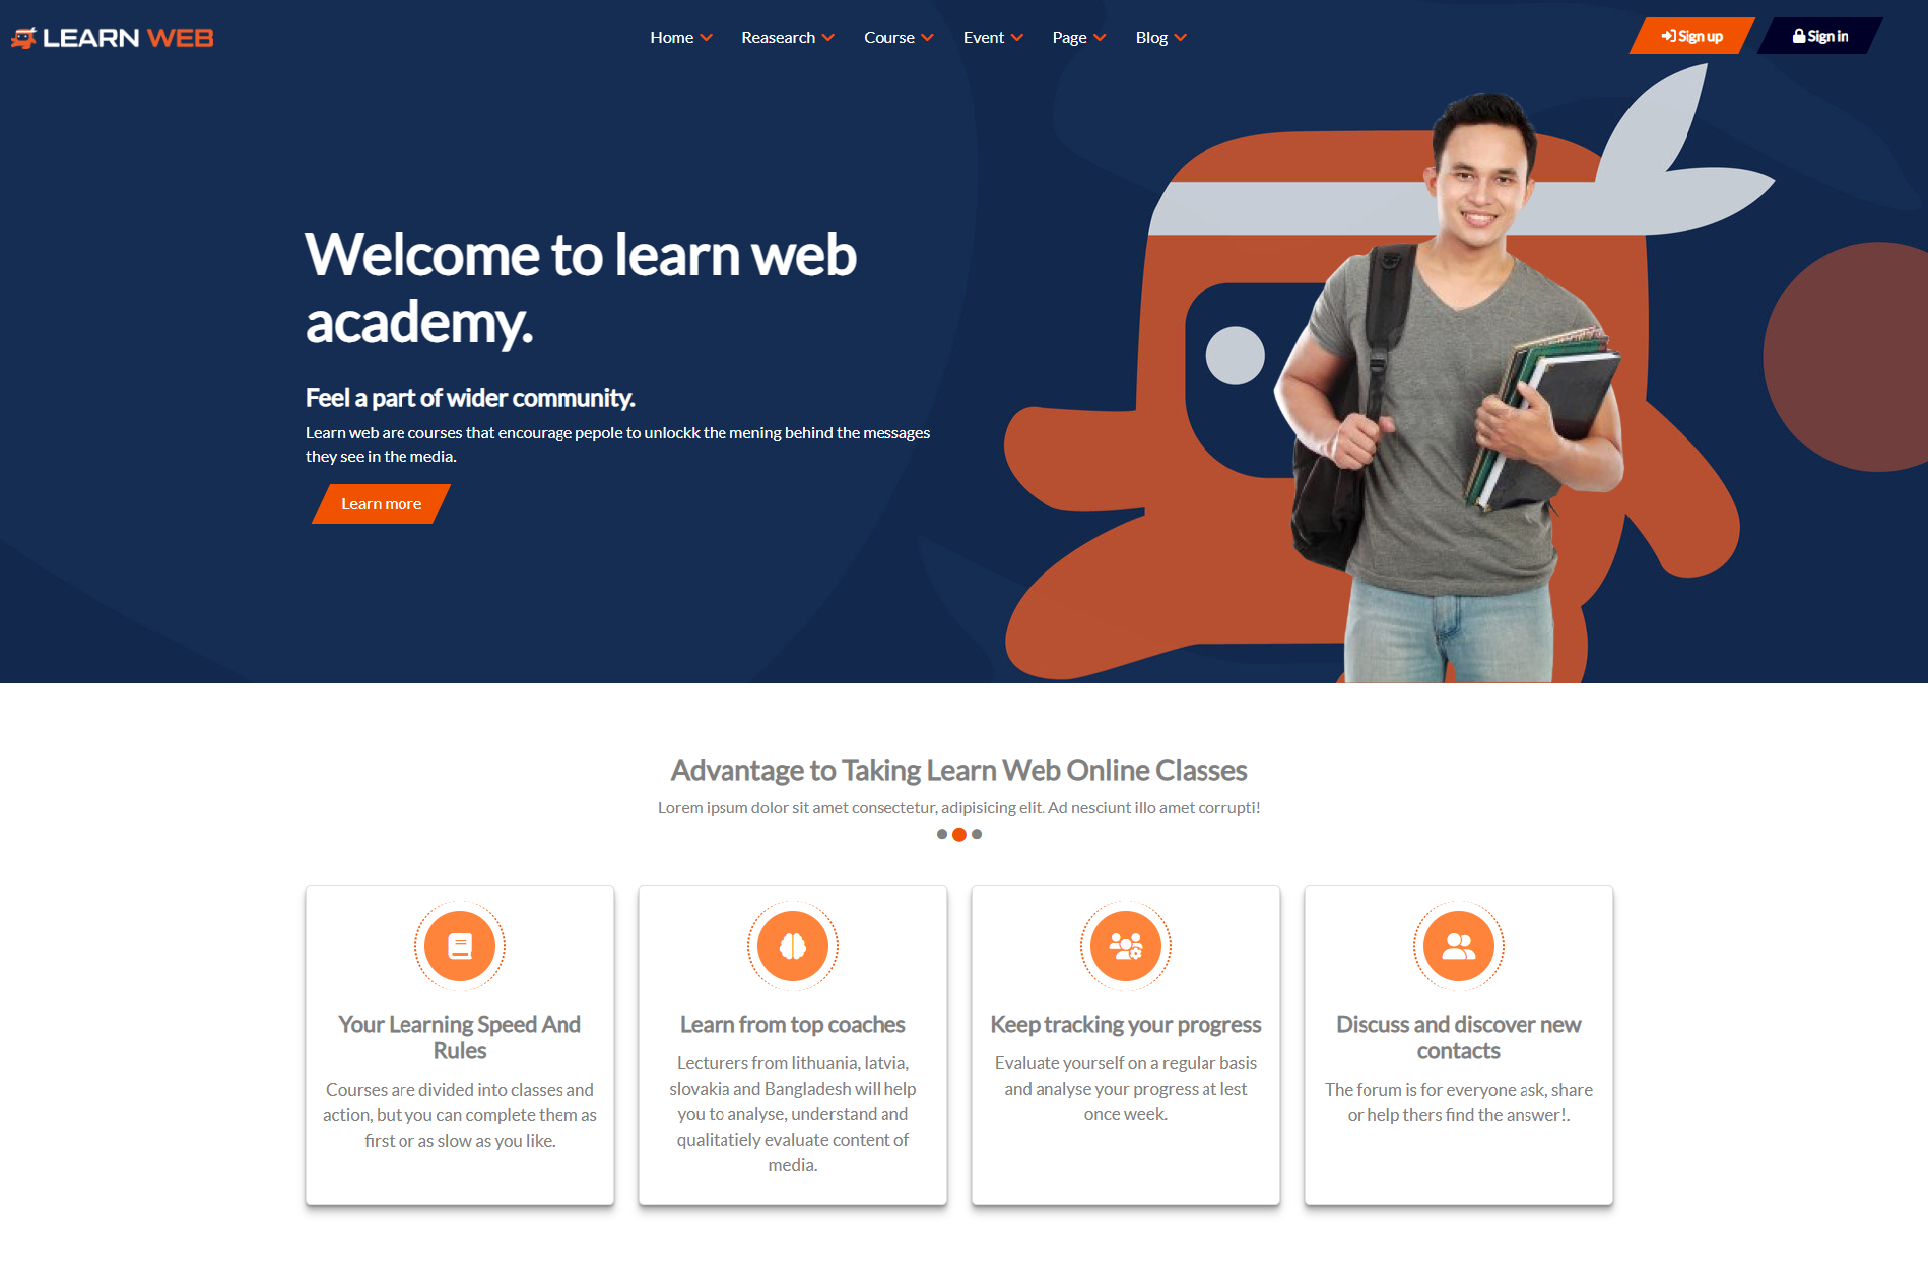 LEARN WEB
Home
Reasearch
Course
Event
Page
Blog
Sign up
Sign in
Welcome to learn web
academy.
Feel a part of wider community.
Learn web are courses that encourage pepole to unlockk the mening behind the messages
they see in the media.
Learn more
Advantage to Taking Learn Web Online Classes
Lorem ipsum dolor sit amet consectetur, adipisicing elit. Ad nesciunt illo amet corrupti!
Your Learning Speed And
Rules
Courses are divided into classes and
action, but you can complete them as
first or as slow as you like.
Learn from top coaches
Lecturers from lithuania, latvia,
slovakia and Bangladesh will help
you to analyse, understand and
qualitatiely evaluate content of
media.
Keep tracking your progress
Evaluate yourself on a regular basis
and analyse your progress at lest
once week.
Discuss and discover new
contacts
The forum is for everyone ask, share
or help thers find the answer!.